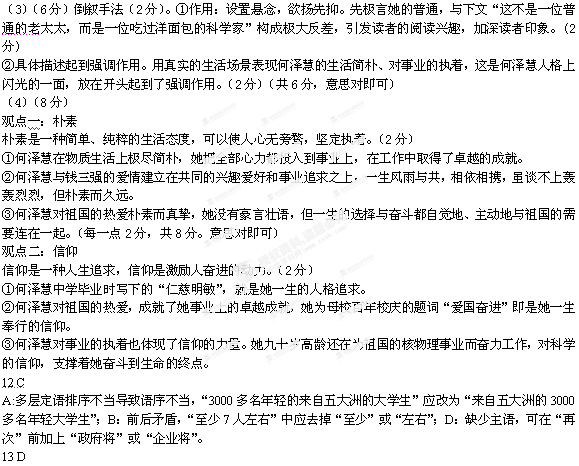 （3）（6分）倒叙手法（2分）。①作用：设置悬念，欲扬先抑。先极言她的普通，与下文“这不是一位普
通的老太太，而是一位吃过洋面包的科学家”构成极大反差，引发读者的阅读兴趣，加深读者印象。（2
分）
②具体描述起到强调作用。用真实的生活场景表现何泽慧的生活简朴、对事业的执着，这是何泽慧人格上
闪光的一面，放在开头起到了强调作用。（2分）（共6分，意思对即可）
（4）（8分）
观点一：朴素
朴素是一种简单、纯粹的生活态度，可以使人心无旁骛，坚定执着。（2分）
①何泽慧在物质生活上极尽简朴，她把全部心力都投入到事业上，在工作中取得了卓越的成就。
②何泽慧与钱三强的爱情建立在共同的兴趣爱好和事业追求之上，一生风雨与共，相依相携，虽谈不上轰
轰烈烈，但朴素而久远。
③何泽慧对祖国的热爱朴素而真挚，她没有豪言壮语，但一生的选择与奋斗都自觉地、主动地与祖国的需
要连在一起。（每一点2分，共8分。意思对即可）
观点二：信仰
信仰是一种人生追求，信仰是激励人奋进的动力。（2分）
①何泽慧中学毕业时写下的“仁慈明敏”，就是她一生的人格追求。
②何泽慧对祖国的热爱，成就了她事业上的卓越成就，她为母校百年校庆的题词“爱国奋进”即是她一生
奉行的信仰。
③何泽慧对事业的执着也体现了信仰的力量。她九十岁高龄还在为祖国的核物理事业而奋力工作，对科学
的信仰，支撑着她奋斗到生命的终点。
12 C
A:多层定语排序不当导致语序不当，“3000多名年轻的来自五大洲的大学生”应改为“来自五大洲的3000
多名年轻大学生”；B：前后矛盾，“至少7人左右”中应去掉“至少”或“左右”；D：缺少主语，可在“再
次”前加上“政府将”或“企业将”。
13 D